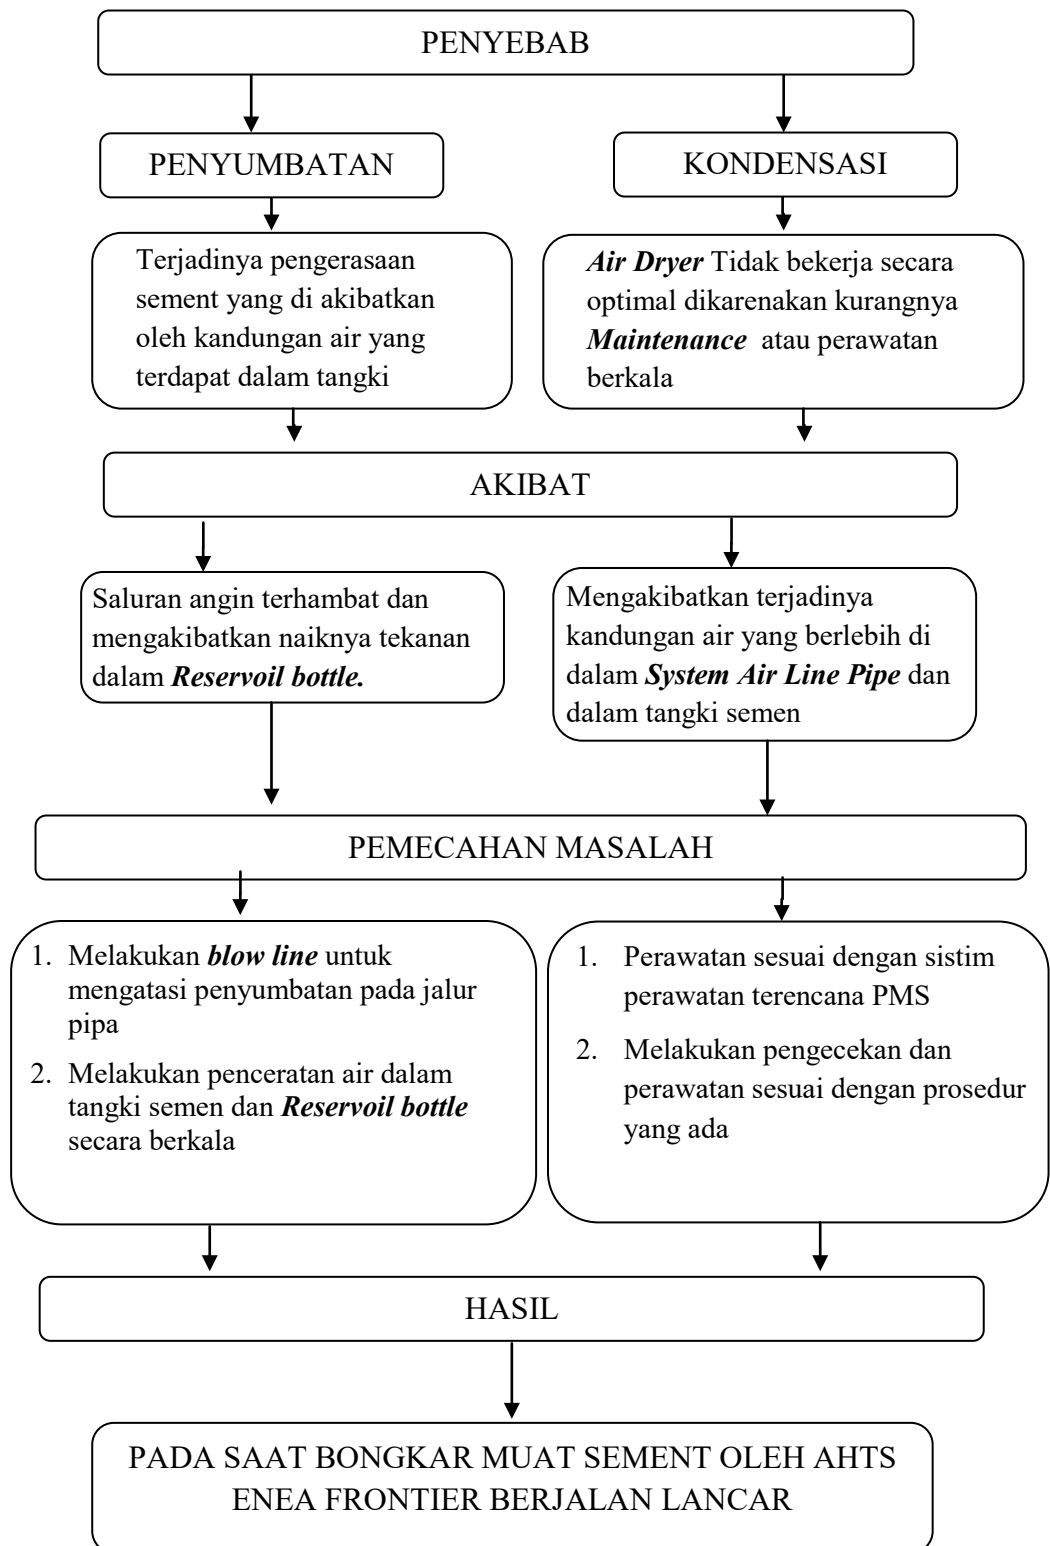 PENYEBAB
PENYUMBATAN
KONDENSASI
Terjadinya pengerasaan
sement yang di akibatkan
oleh kandungan air yang
terdapat dalam tangki
Air Dryer Tidak bekerja secara
optimal dikarenakan kurangnya
Maintenance atau perawatan
berkala
AKIBAT
Saluran angin terhambat dan
mengakibatkan naiknya tekanan
dalam Reservoil bottle.
Mengakibatkan terjadinya
kandungan air yang berlebih di
dalam System Air Line Pipe dan
dalam tangki semen
PEMECAHAN MASALAH
1. Melakukan blow line untuk
mengatasi penyumbatan pada jalur
pipa
2. Melakukan penceratan air dalam
tangki semen dan Reservoil bottle
secara berkala
1. Perawatan sesuai dengan sistim
perawatan terencana PMS
2. Melakukan pengecekan dan
perawatan sesuai dengan prosedur
yang ada
HASIL
PADA SAAT BONGKAR MUAT SEMENT OLEH AHTS
ENEA FRONTIER BERJALAN LANCAR